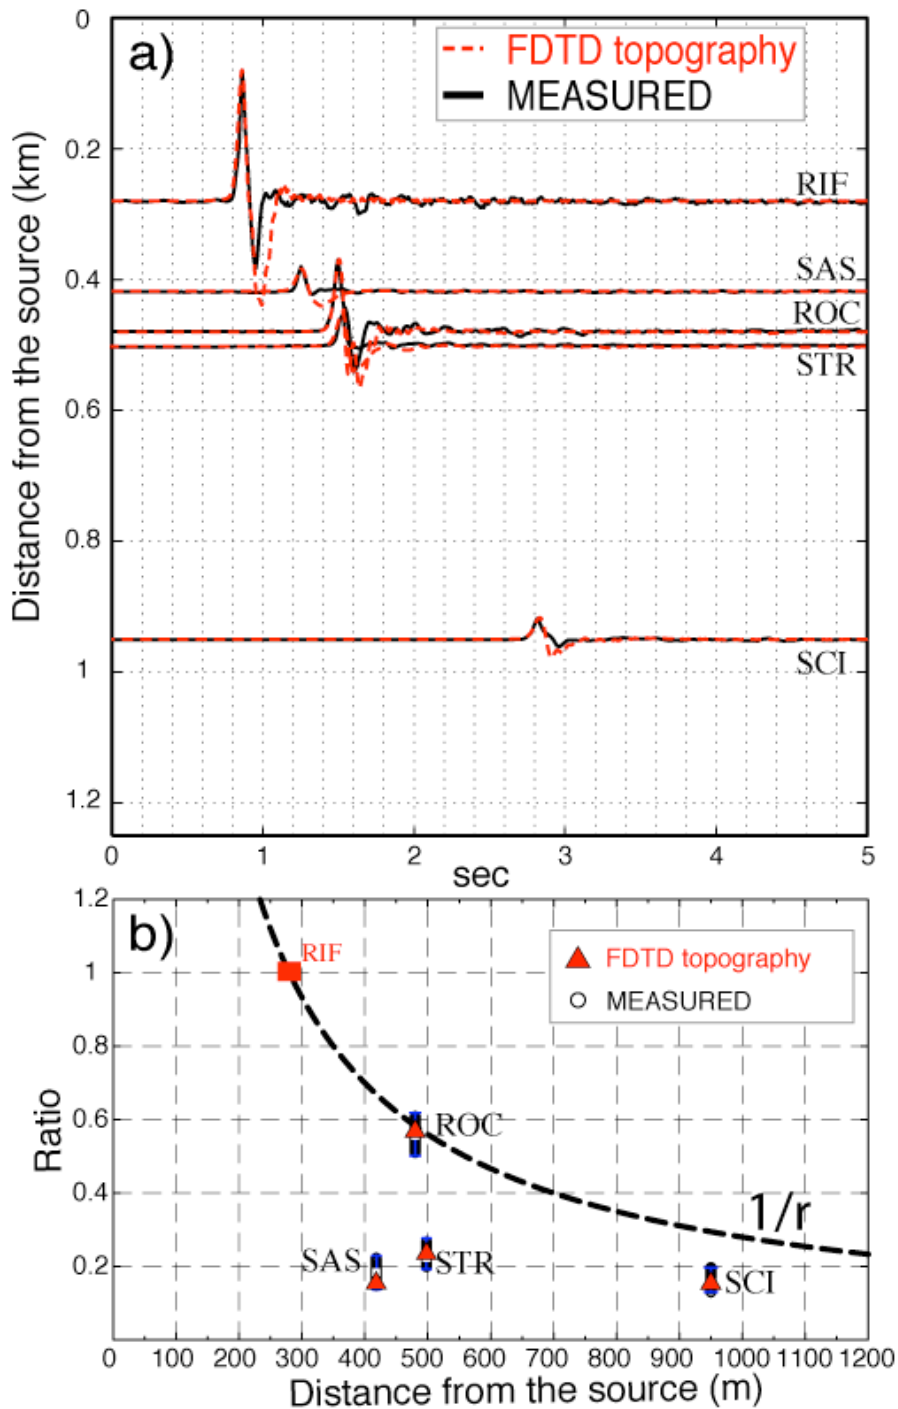 a)
FDTD topography
MEASURED
Distance from the source (km)
0
0.2
0.4
0.6
0.8
1
1.2
RIF
SAS
ROC
STR
SCI
0 1 2 3 4 5
sec
b)
FDTD topography
MEASURED
Ratio
1.2
1
0.8
0.6
0.4
0.2
RIF
ROC
SAS
STR
SCI
1/r
0 100 200 300 400 500 600 700 800 900 1000 1100 1200
Distance from the source (m)